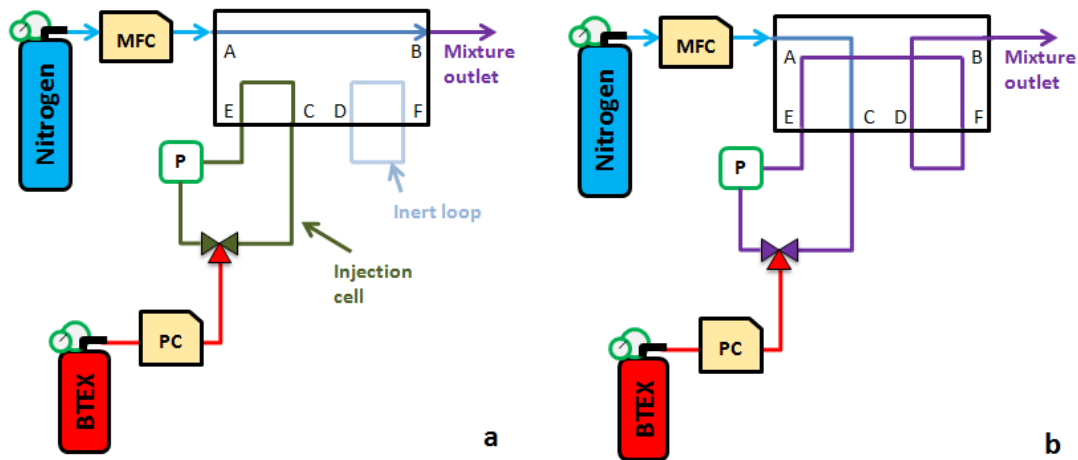 MFC
A
B
Mixture
outlet
Nitrogen
E
C
D
F
P
Inert loop
Injection
cell
PC
BTEX
a
MFC
A
B
Mixture
outlet
Nitrogen
E
C
D
F
P
PC
BTEX
b